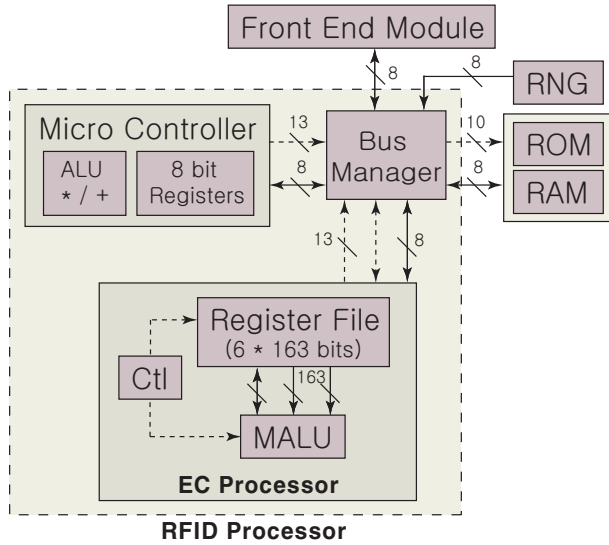 Front End Module
8
8
RNG
Micro Controller
ALU
* / +
8 bit
Registers
13
8
Bus
Manager
10
8
ROM
RAM
13
8
Register File
(6 * 163 bits)
Ctl
163
MALU
EC Processor
RFID Processor